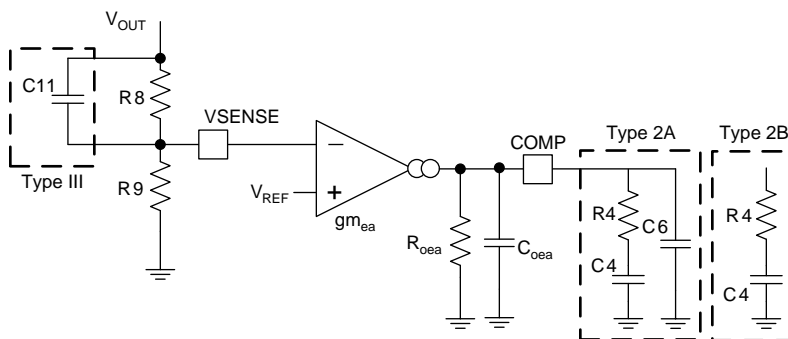 VOUT
Type 2A
Type 2B
C11
R8
VSENSE
COMP
−
Type III
R9
VREF
+
gmea
Roea
Coea
R4
C6
C4
R4
C4